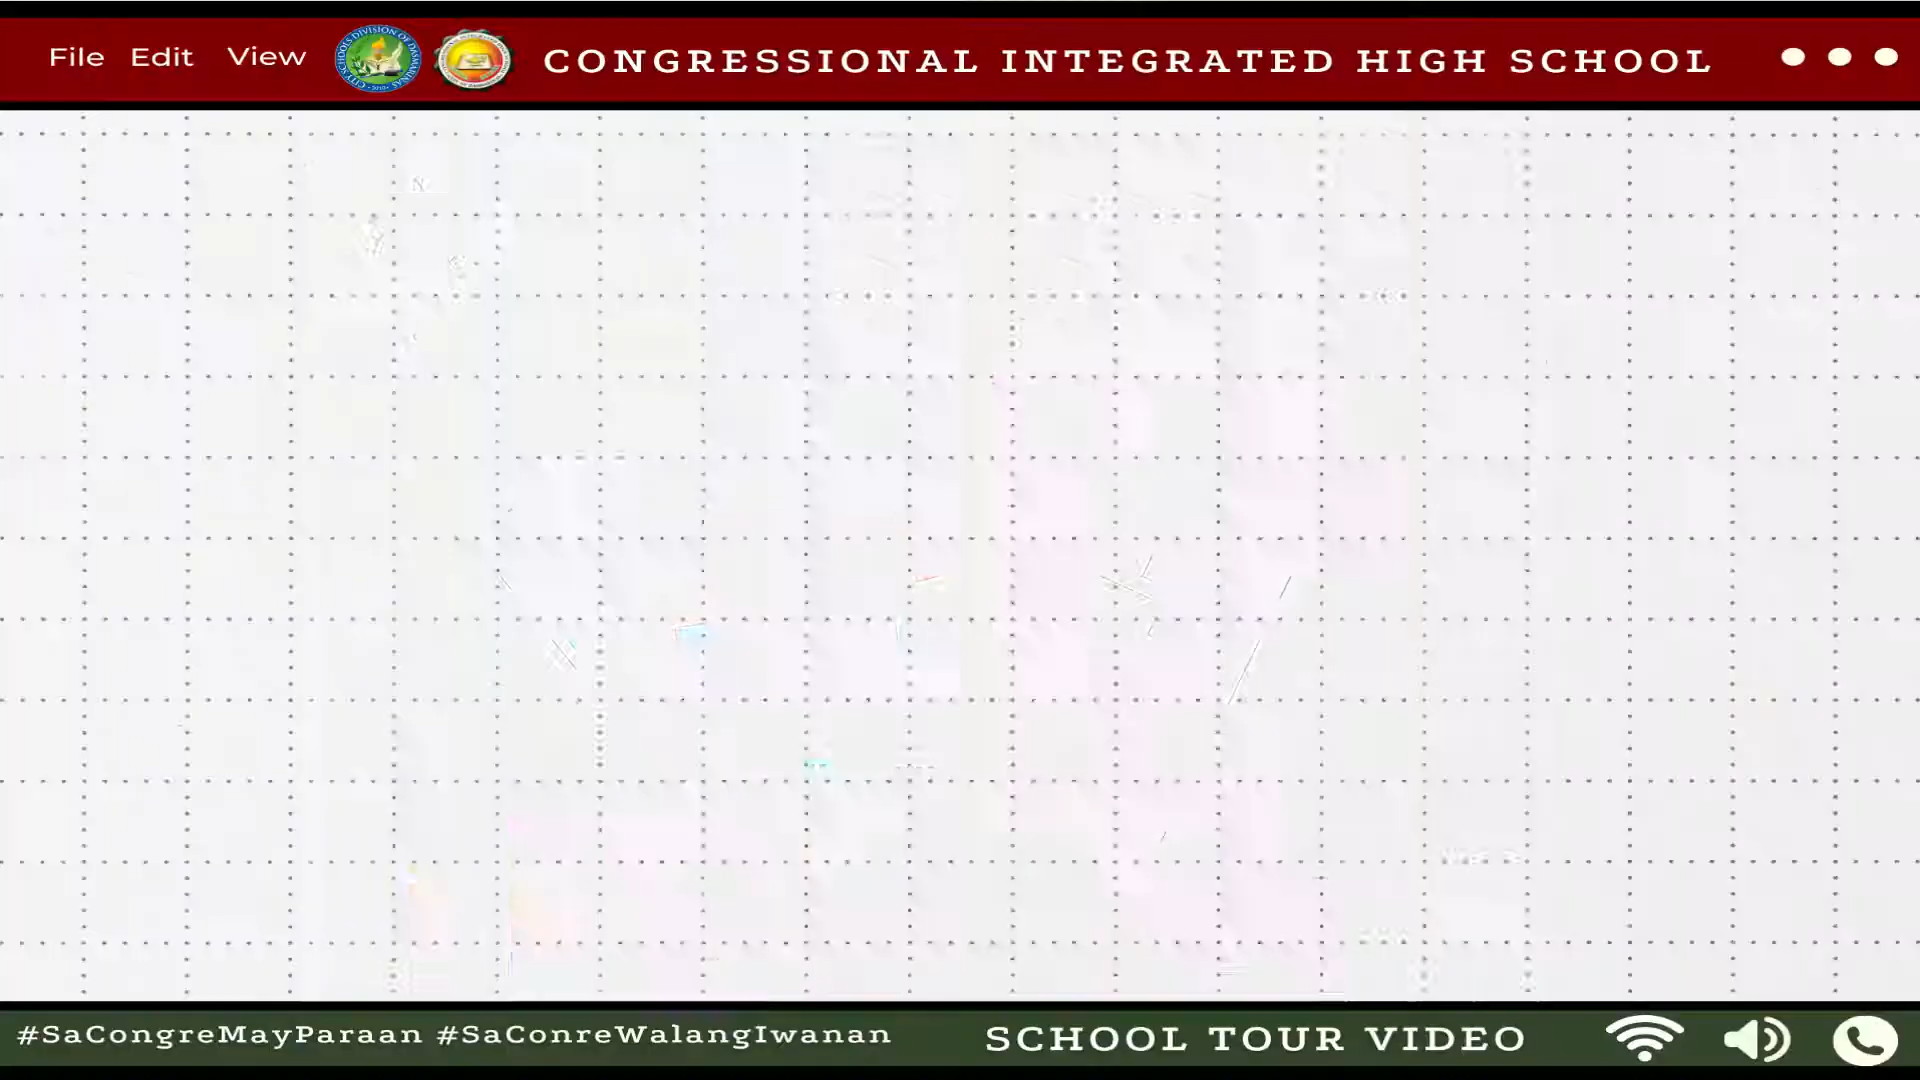 File Edit View CONGRESSIONAL INTEGRATED HIGH SCHOOL
#SaCongreMayParaan #SaConreWalangIwanan SCHOOL TOUR VIDEO